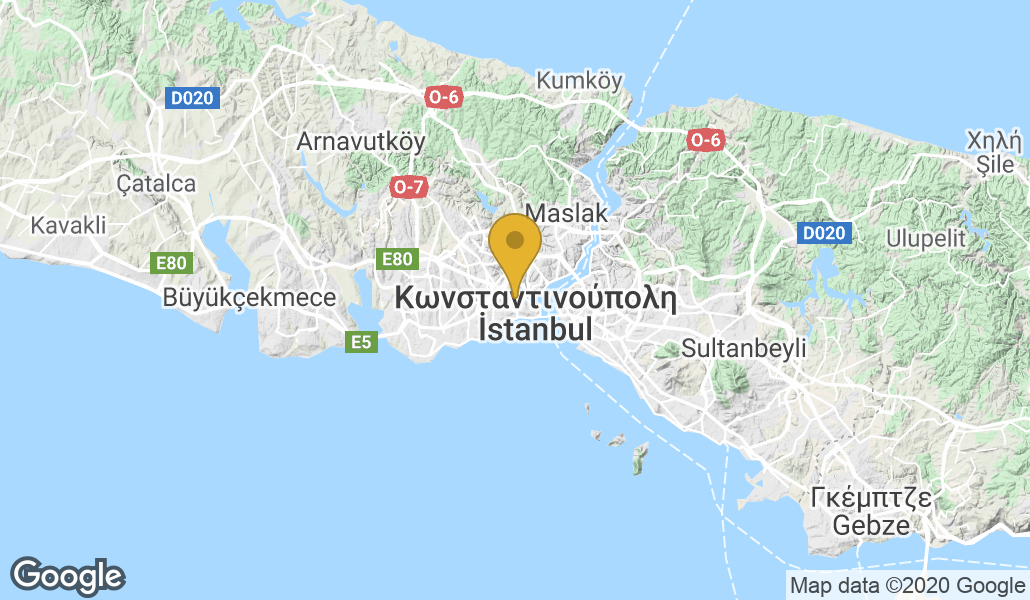 Kumköy
D020
O-6
Arnavutköy
O-6
Χηλή
Şile
Çatalca
O-7
Maslak
Kavakli
D020
Ulupelit
E80
E80
Büyükçekmece
Κωνσταντινούπολη
İstanbul
E5
Sultanbeyli
Γκέμπτζε
Gebze
Google
Map data ©2020 Google